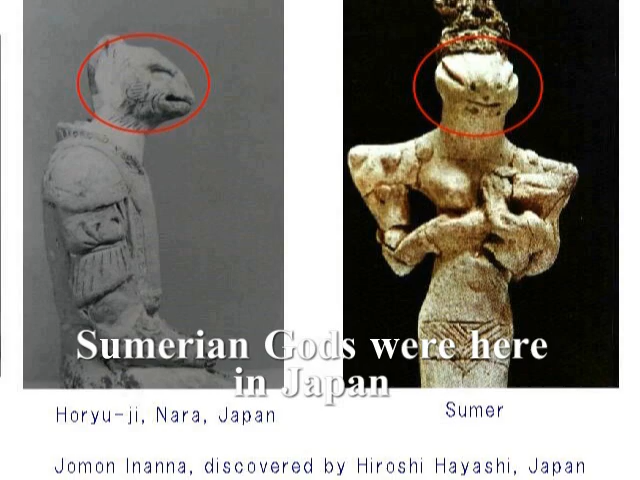 Sumerian Gods were here
in Japan
Horyu-ji, Nara, Japan
Sumer
Jomon Inanna, discovered by Hiroshi Hayashi, Japan